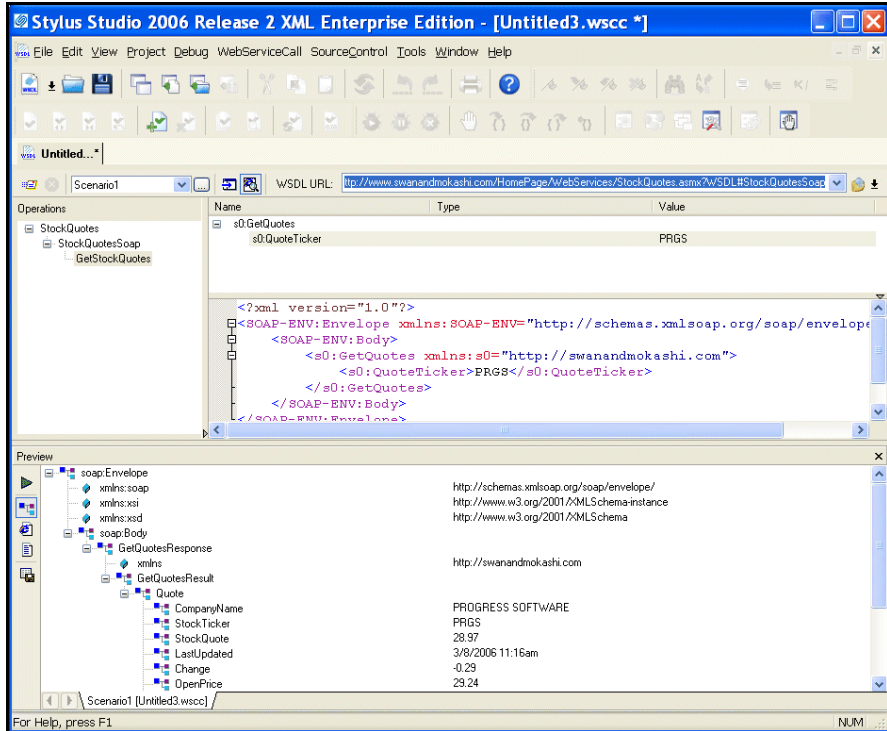 Stylus Studio 2006 Release 2 XML Enterprise Edition - [Untitled3.wscc *]
File Edit View Project Debug WebServiceCall SourceControl Tools Window Help
Untitled...*
Scenario1 ... WSDL URL: ttp://www.swanandmokashi.com/HomePage/WebServices/StockQuotes.asmx?WSDL#StockQuotesSoap
Operations
StockQuotes
StockQuotesSoap
GetStockQuotes
Name Type Value
s0:GetQuotes
s0:QuoteTicker PRGS
<?xml version="1.0"?>
<SOAP-ENV:Envelope xmlns:SOAP-ENV="http://schemas.xmlsoap.org/soap/envelope
<SOAP-ENV:Body>
<s0:GetQuotes xmlns:s0="http://swanandmokashi.com">
<s0:QuoteTicker>PRGS</s0:QuoteTicker>
</s0:GetQuotes>
</SOAP-ENV:Body>
</SOAP-ENV:Envelope>
Preview
soap:Envelope
xmlns:soap http://schemas.xmlsoap.org/soap/envelope/
xmlns:xsi http://www.w3.org/2001/XMLSchema-instance
xmlns:xsd http://www.w3.org/2001/XMLSchema
soap:Body
GetQuotesResponse
xmlns http://swanandmokashi.com
GetQuotesResult
Quote
CompanyName PROGRESS SOFTWARE
StockTicker PRGS
StockQuote 28.97
LastUpdated 3/8/2006 11:16am
Change -0.29
OpenPrice 29.24
Scenario1 [Untitled3.wscc]
For Help, press F1 NUM